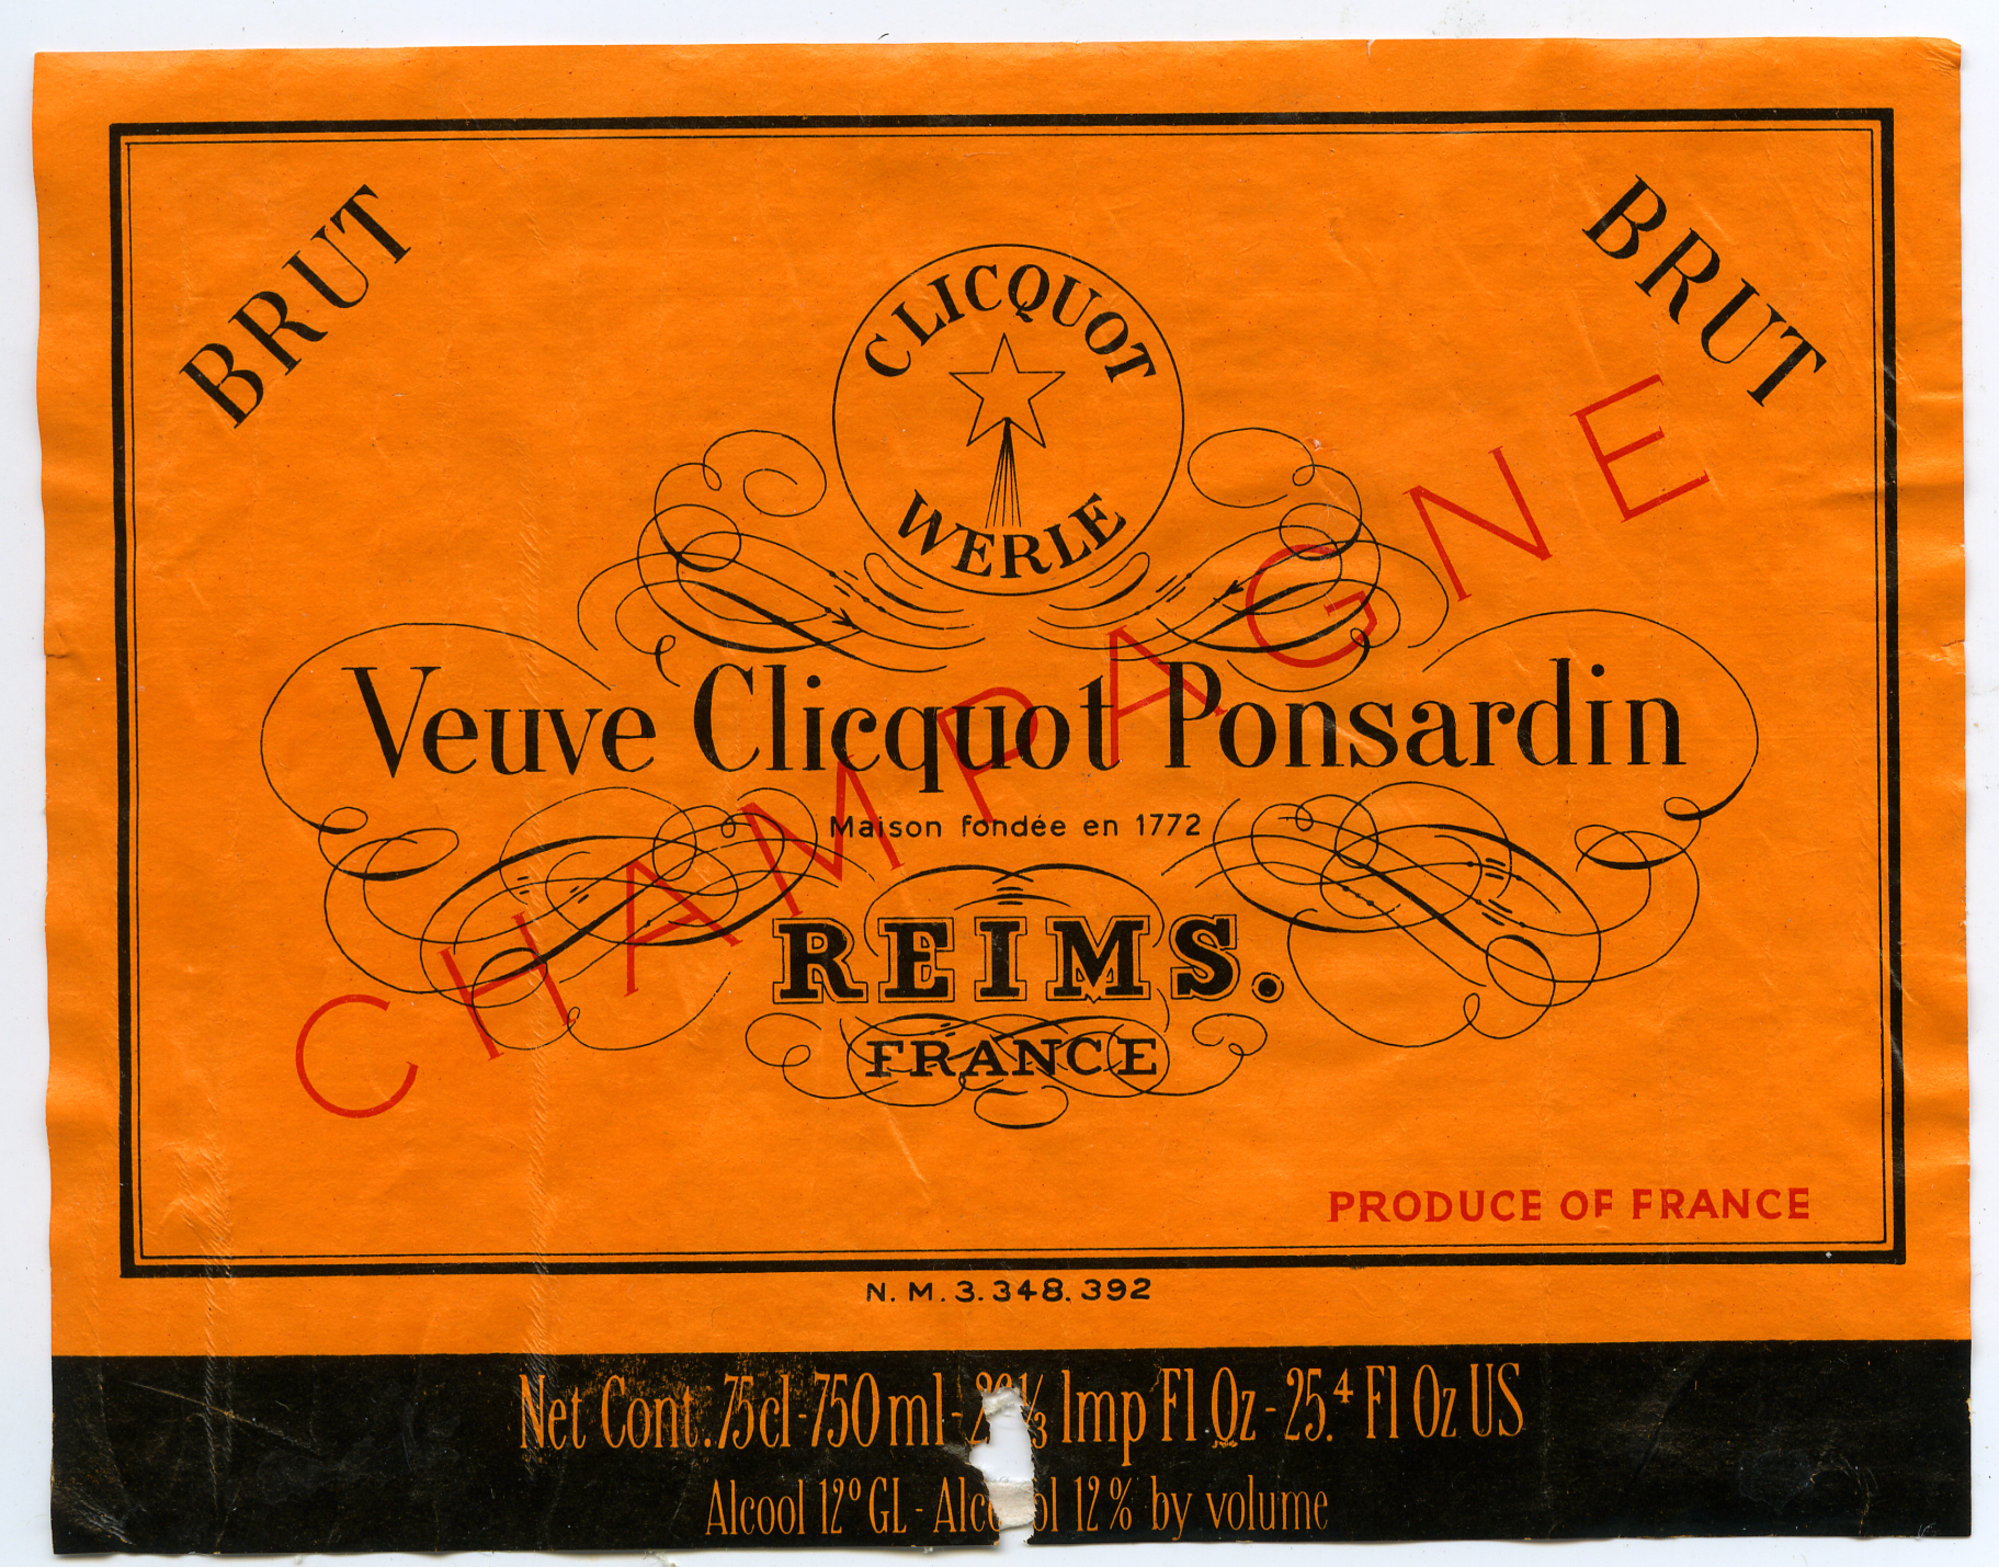 BRUT
BRUT
CLICQUOT
WERLE
CHAMPAGNE
Veuve Clicquot Ponsardin
Maison fondée en 1772
REIMS.
FRANCE
PRODUCE OF FRANCE
N. M. 3. 348. 392
Net Cont. 75cl - 750 ml - Imp Fl Oz - 25.4 Fl Oz US
Alcool 12° GL - Alcohol 12% by volume